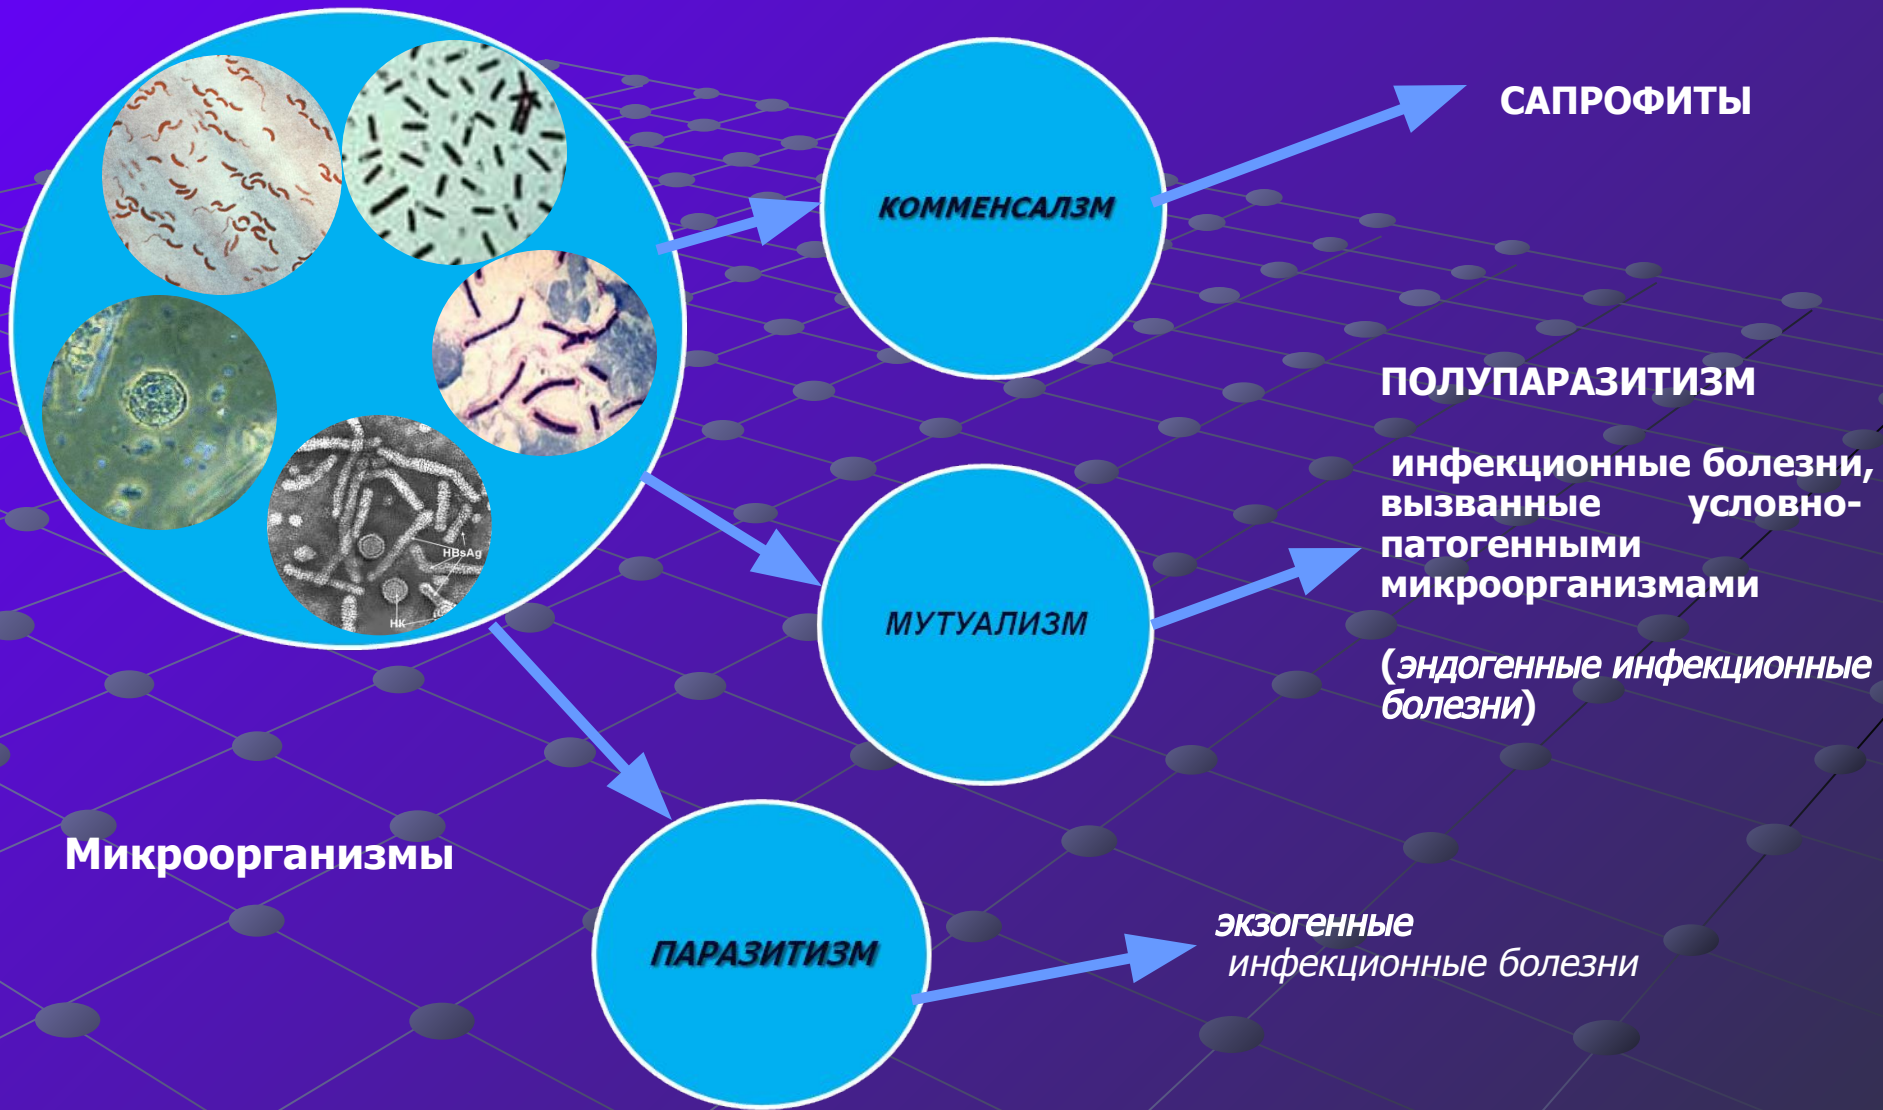 САПРОФИТЫ
КОММЕНСАЛЗМ
ПОЛУПАРАЗИТИЗМ
инфекционные болезни,
вызванные условно-
патогенными
микроорганизмами
(эндогенные инфекционные
болезни)
HBsAg
НК
МУТУАЛИЗМ
Микроорганизмы
ПАРАЗИТИЗМ
экзогенные
инфекционные болезни